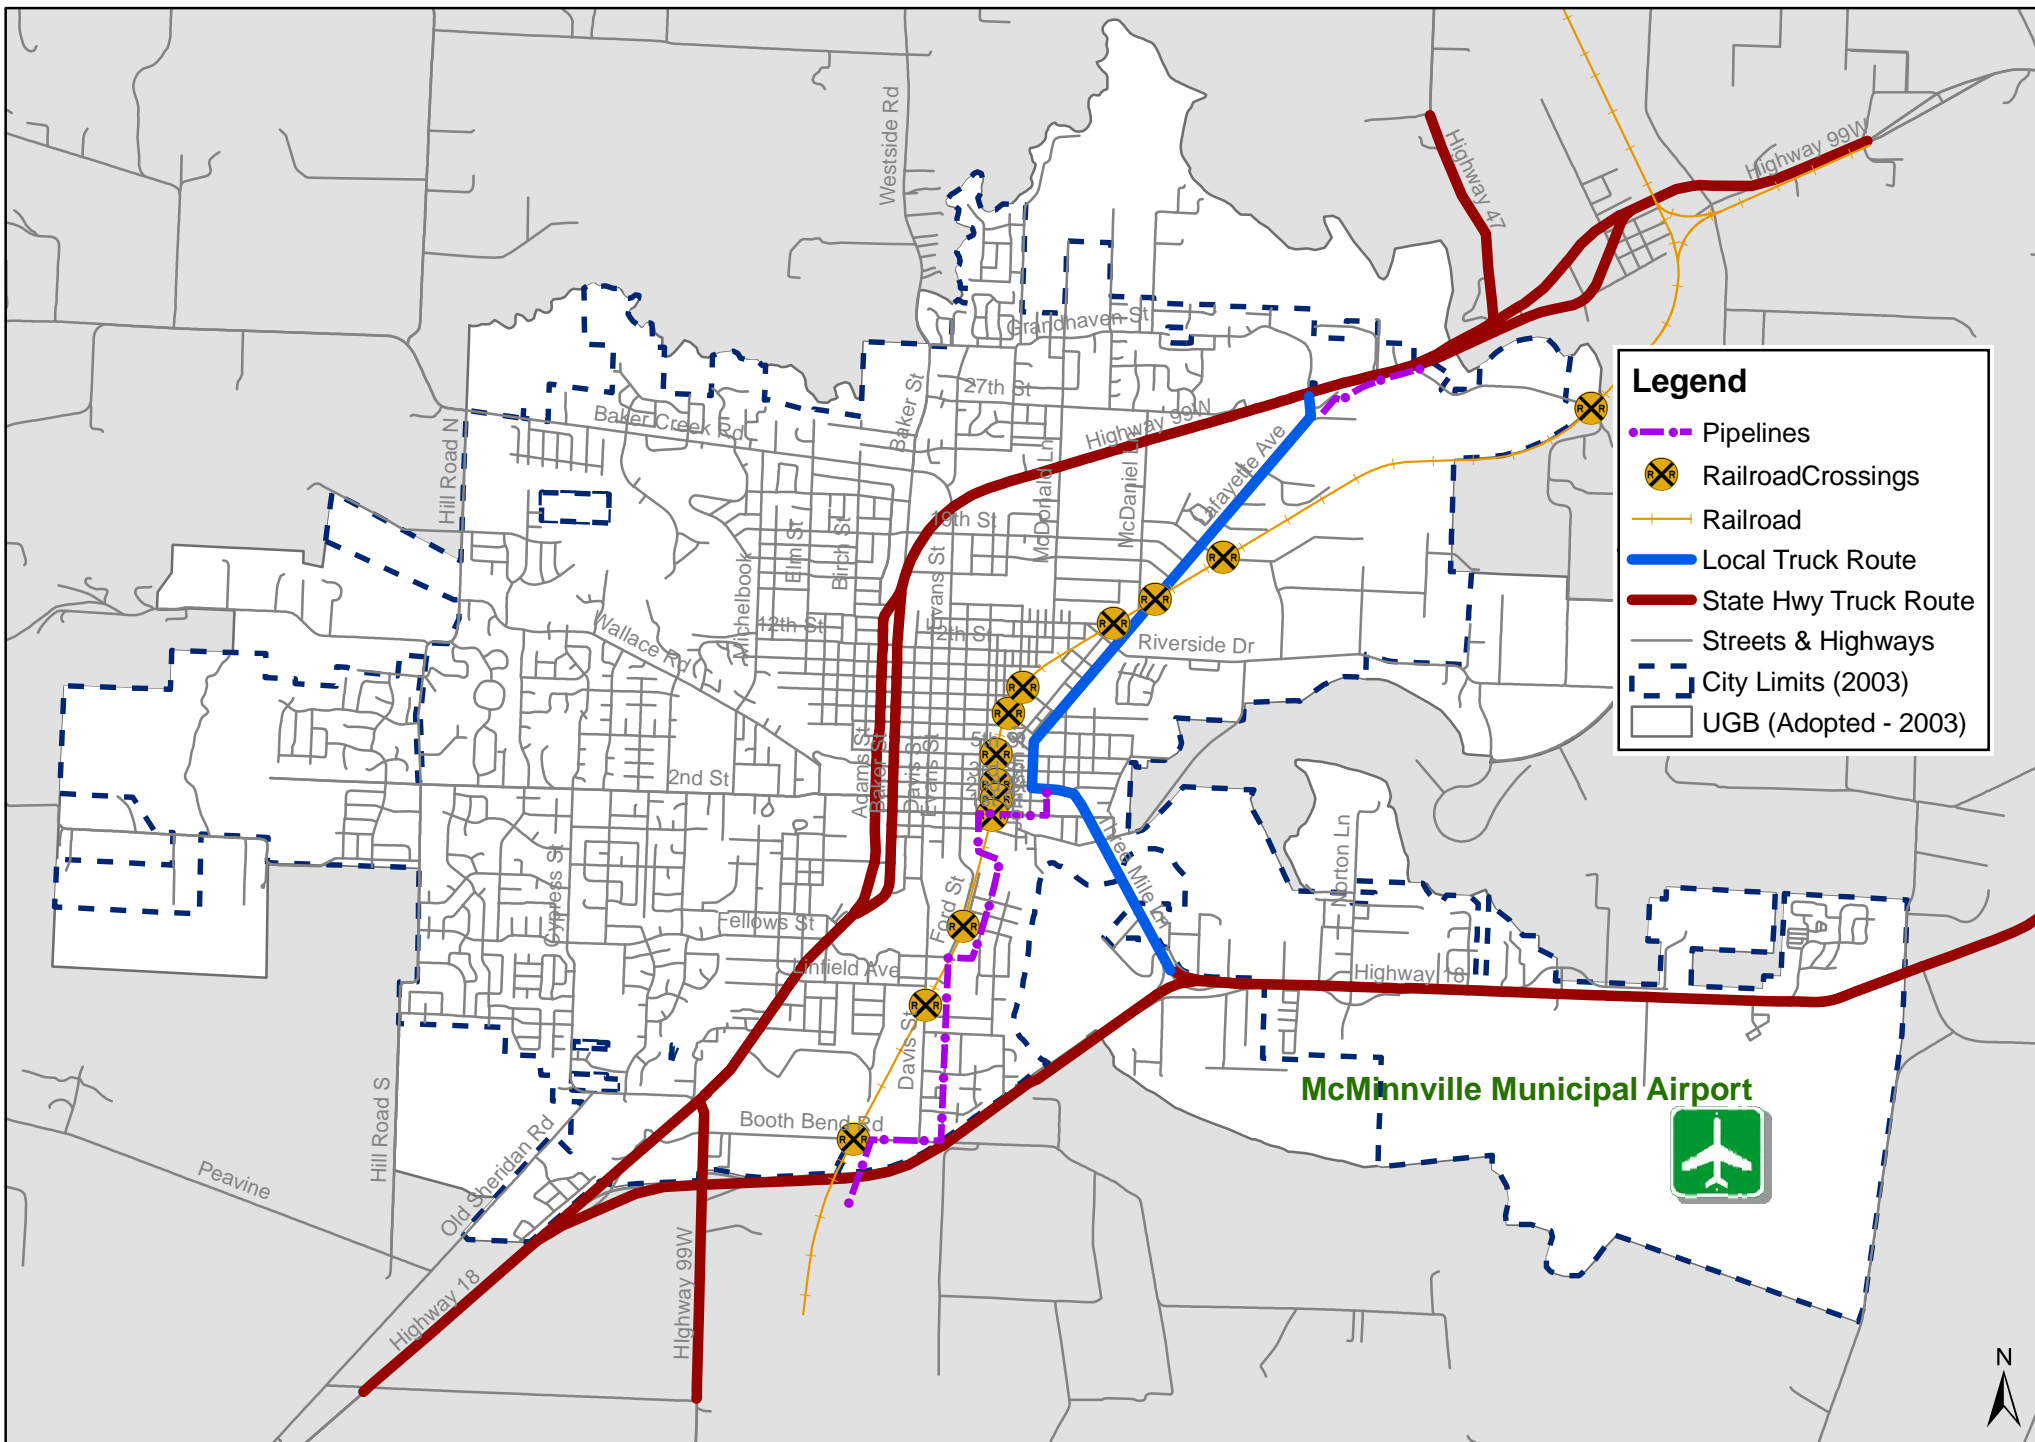 Westside Rd
Highway 47
Highway 99W
Grandhaven St
27th St
Baker St
Baker Creek Rd
Highway 99W
Hill Road N
McDonald Ln
McDaniel Ln
Lafayette Ave
19th St
Elm St
Birch St
Evans St
Michelbook
12th St
12th St
Wallace Rd
Riverside Dr
5th St
2nd St
Adams St
Baker St
Davis St
Evans St
Three Mile Ln
Norton Ln
Cypress St
Fellows St
Ford St
Linfield Ave
Highway 18
Davis St
Booth Bend Rd
Hill Road S
Old Sheridan Rd
Peavine
Highway 18
HIghway 99W
McMinnville Municipal Airport
Legend
Pipelines
RailroadCrossings
Railroad
Local Truck Route
State Hwy Truck Route
Streets & Highways
City Limits (2003)
UGB (Adopted - 2003)
N